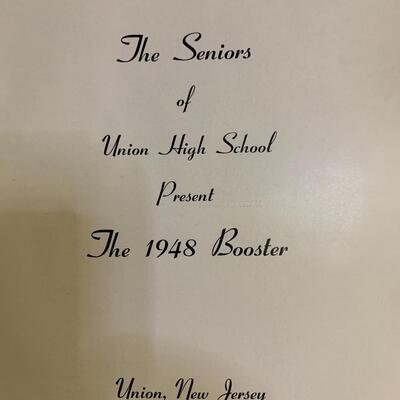 The Seniors
of
Union High School
Present
The 1948 Booster
Union, New Jersey